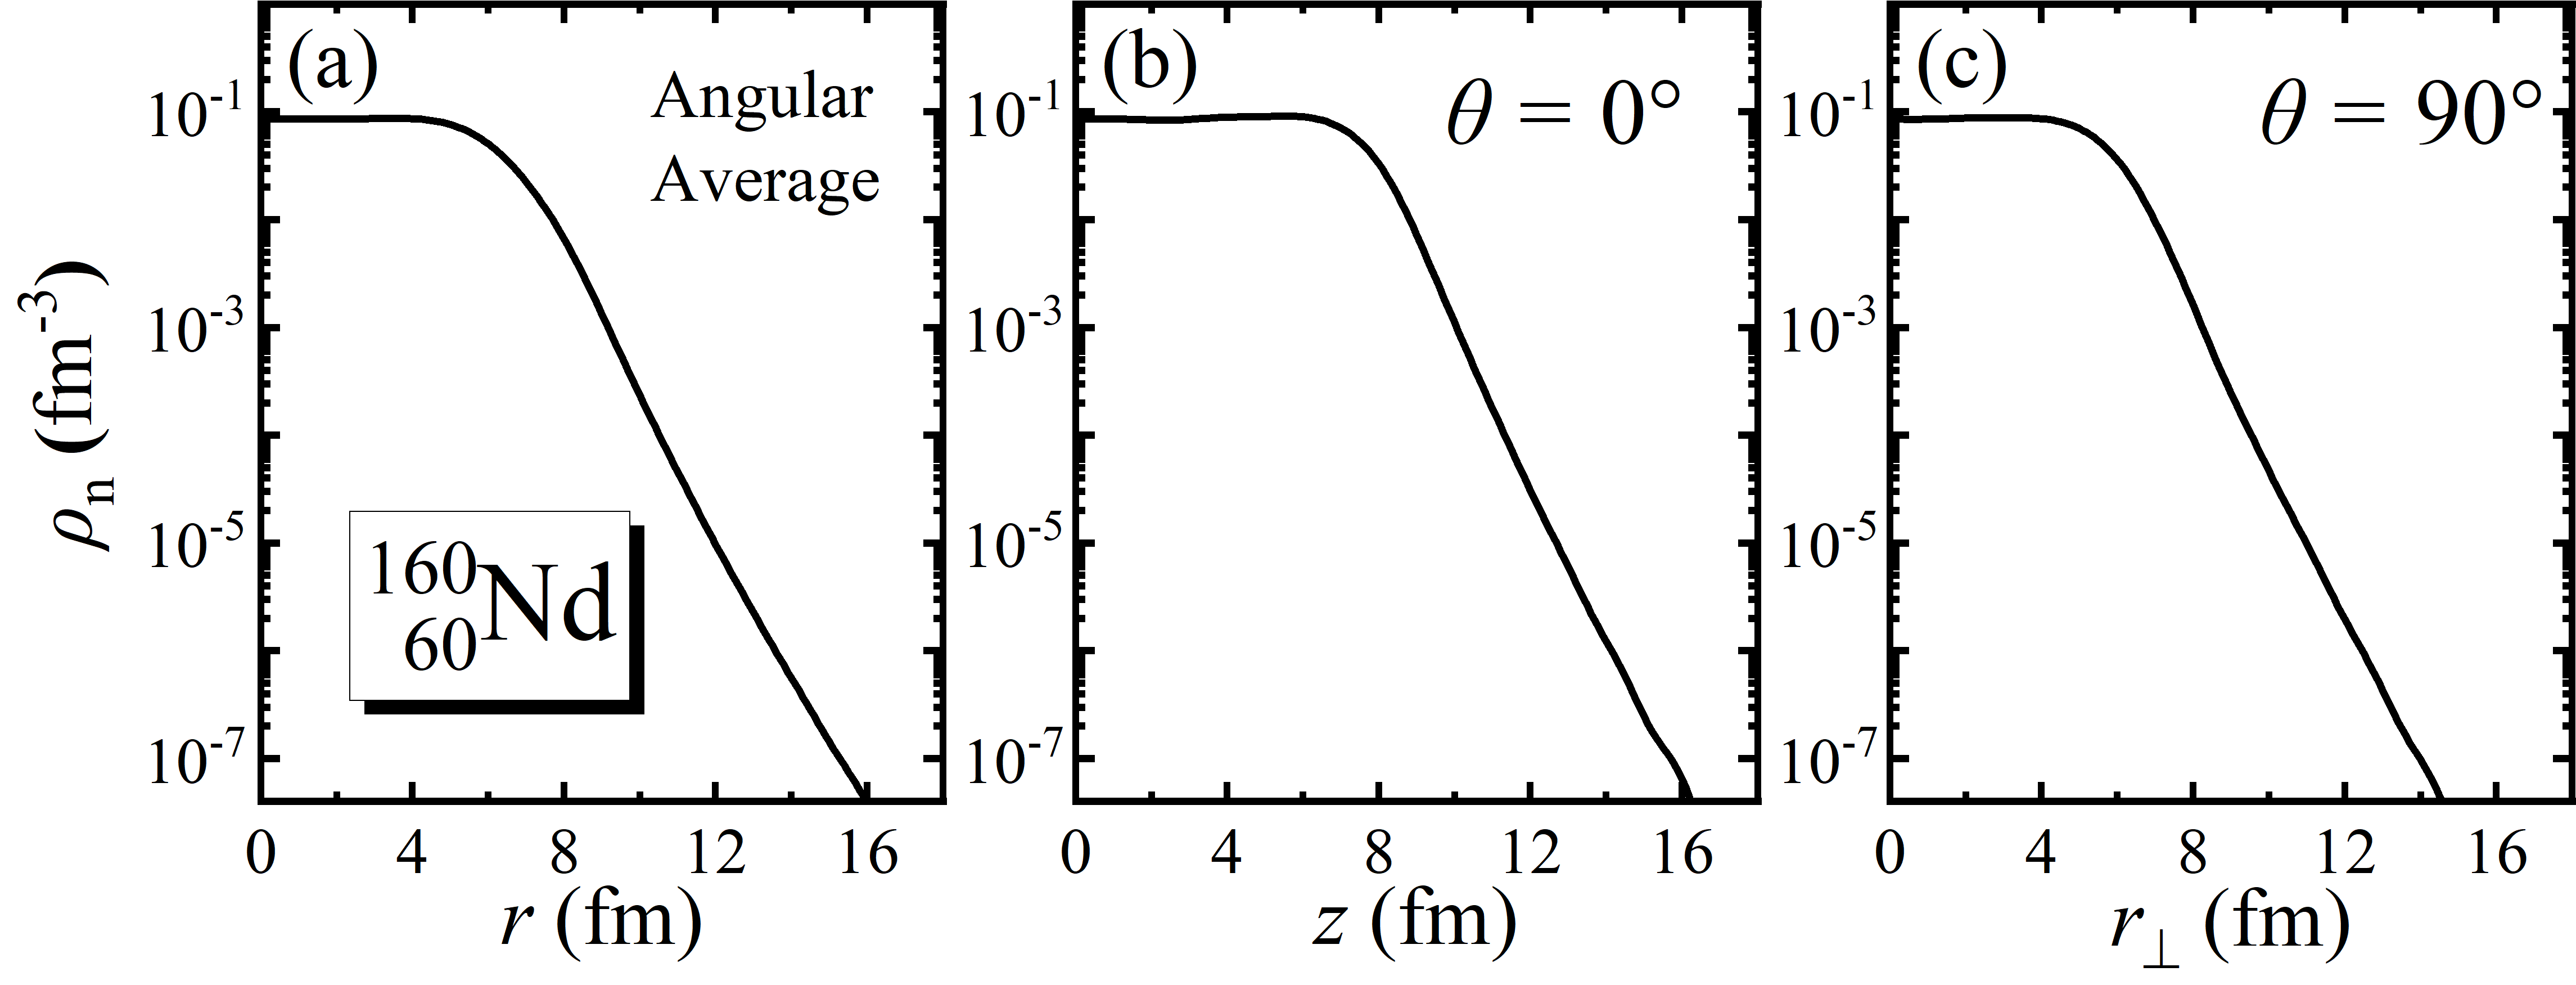 (a)
Angular
Average
10⁻¹
10⁻³
10⁻⁵
10⁻⁷
ρₙ (fm⁻³)
¹⁶⁰₆₀Nd
0 4 8 12 16
r (fm)
(b)
θ = 0°
10⁻¹
10⁻³
10⁻⁵
10⁻⁷
0 4 8 12 16
z (fm)
(c)
θ = 90°
10⁻¹
10⁻³
10⁻⁵
10⁻⁷
0 4 8 12 16
r⊥ (fm)